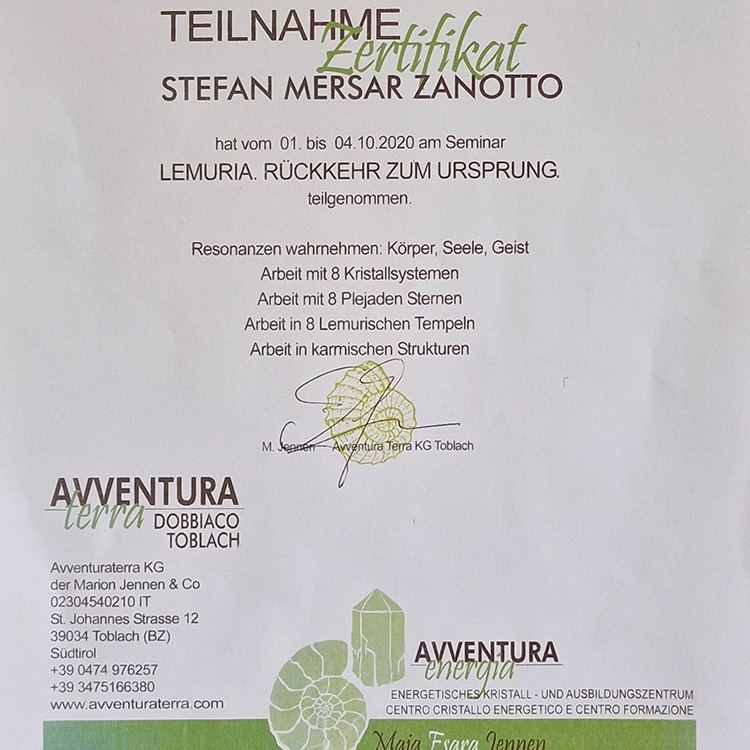 TEILNAHME
Zertifikat
STEFAN MERSAR ZANOTTO
hat vom 01. bis 04.10.2020 am Seminar
LEMURIA. RÜCKKEHR ZUM URSPRUNG.
teilgenommen.
Resonanzen wahrnehmen: Körper, Seele, Geist
Arbeit mit 8 Kristallsystemen
Arbeit mit 8 Plejaden Sternen
Arbeit in 8 Lemurischen Tempeln
Arbeit in karmischen Strukturen
M. Jennen Avventura Terra KG Toblach
AVVENTURA
terra DOBBIACO
TOBLACH
Avventuraterra KG
der Marion Jennen & Co
02304540210 IT
St. Johannes Strasse 12
39034 Toblach (BZ)
Südtirol
+39 0474 976257
+39 3475166380
www.avventuraterra.com
AVVENTURA
energia
ENERGETISCHES KRISTALL - UND AUSBILDUNGSZENTRUM
CENTRO CRISTALLO ENERGETICO E CENTRO FORMAZIONE
Maja Esara Jennen